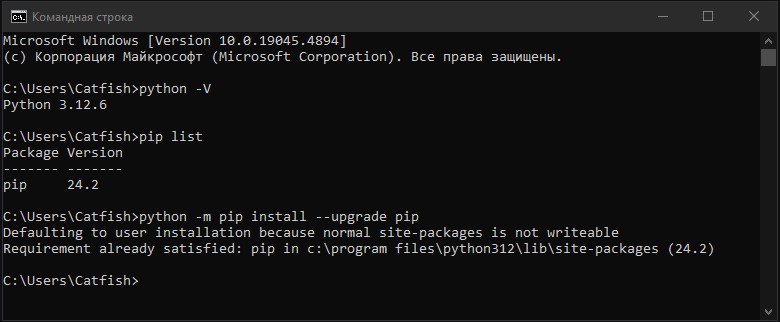 Командная строка
Microsoft Windows [Version 10.0.19045.4894]
(c) Корпорация Майкрософт (Microsoft Corporation). Все права защищены.
C:\Users\Catfish>python -V
Python 3.12.6
C:\Users\Catfish>pip list
Package Version
------- -------
pip     24.2
C:\Users\Catfish>python -m pip install --upgrade pip
Defaulting to user installation because normal site-packages is not writeable
Requirement already satisfied: pip in c:\program files\python312\lib\site-packages (24.2)
C:\Users\Catfish>